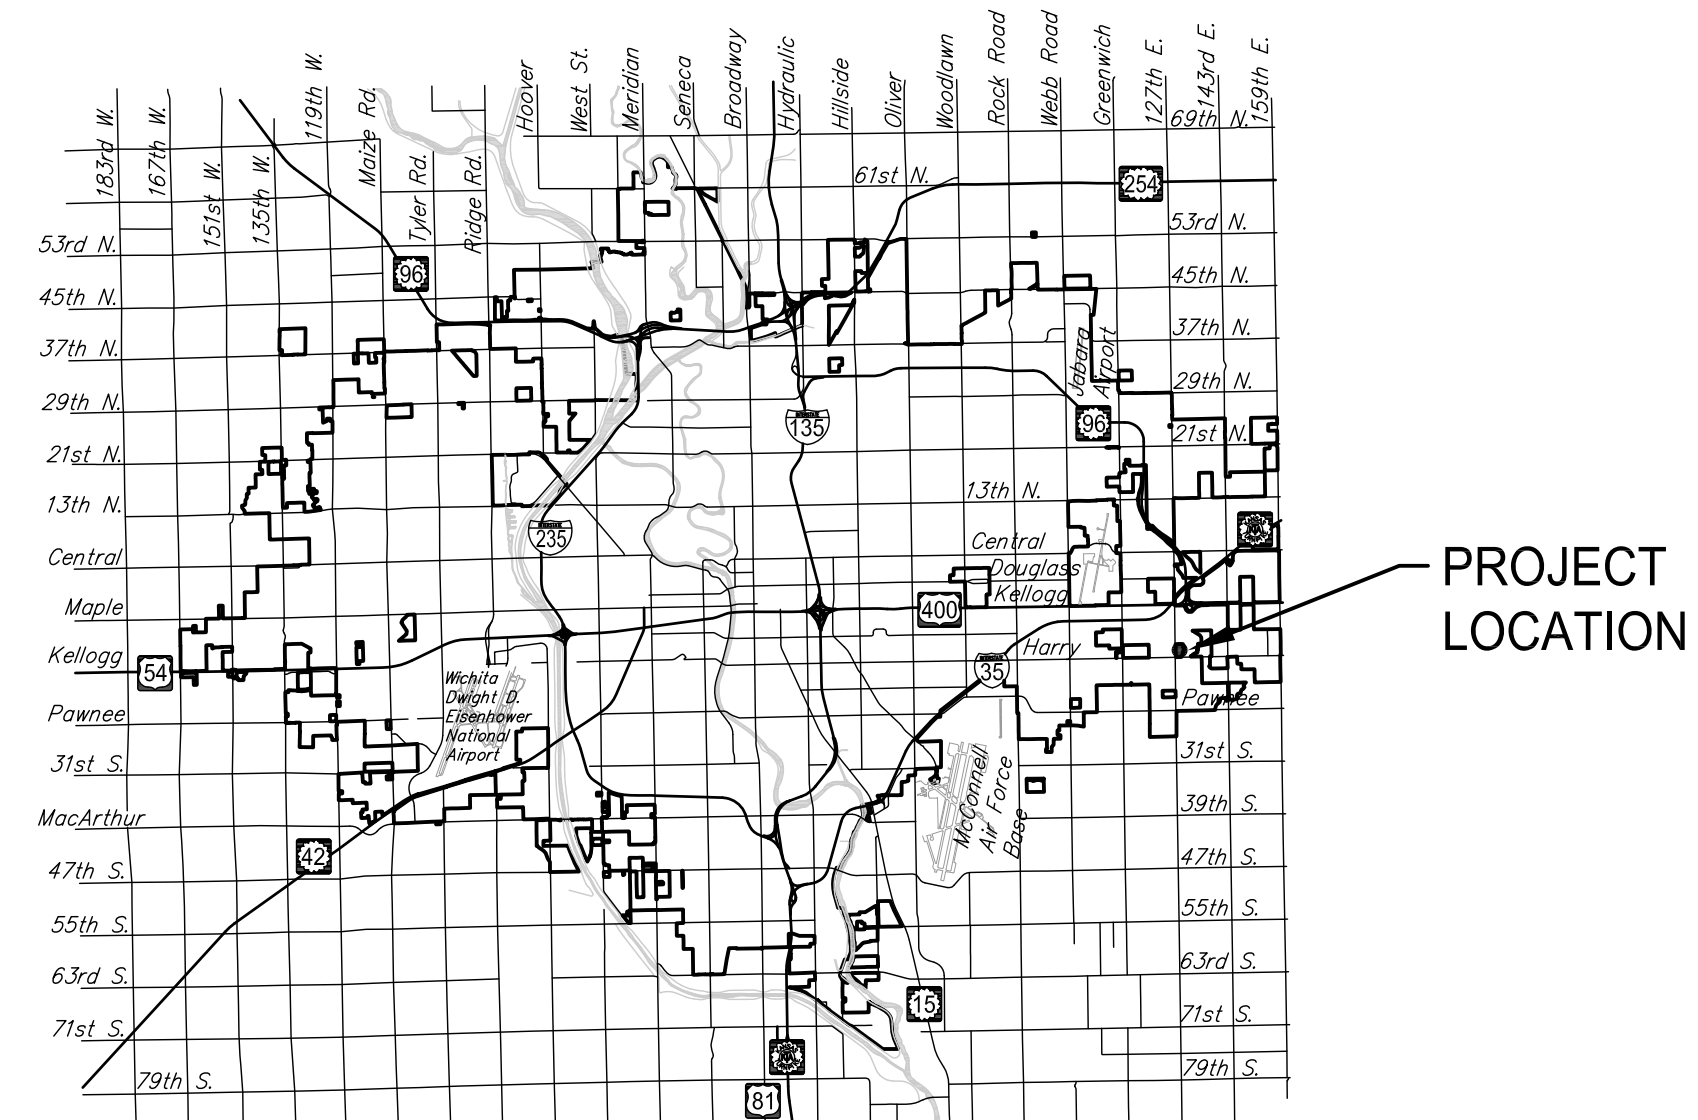 183rd W.
167th W.
151st W.
135th W.
119th W.
Maize Rd.
Tyler Rd.
Ridge Rd.
Hoover
West St.
Meridian
Seneca
Broadway
Hydraulic
Hillside
Oliver
Woodlawn
Rock Road
Webb Road
Greenwich
127th E.
143rd E.
159th E.
69th N.
61st N.
254
53rd N.
53rd N.
96
45th N.
45th N.
37th N.
37th N.
Jabara
Airport
29th N.
29th N.
INTERSTATE
135
96
21st N.
21st N.
13th N.
13th N.
INTERSTATE
235
Central
Central
Douglass
Kellogg
PROJECT
LOCATION
Maple
400
Kellogg
54
Harry
INTERSTATE
35
Wichita
Dwight D.
Eisenhower
National
Airport
Pawnee
Pawnee
31st S.
31st S.
McConnell
Air Force
Base
MacArthur
39th S.
42
47th S.
47th S.
55th S.
55th S.
63rd S.
63rd S.
15
71st S.
71st S.
79th S.
79th S.
81